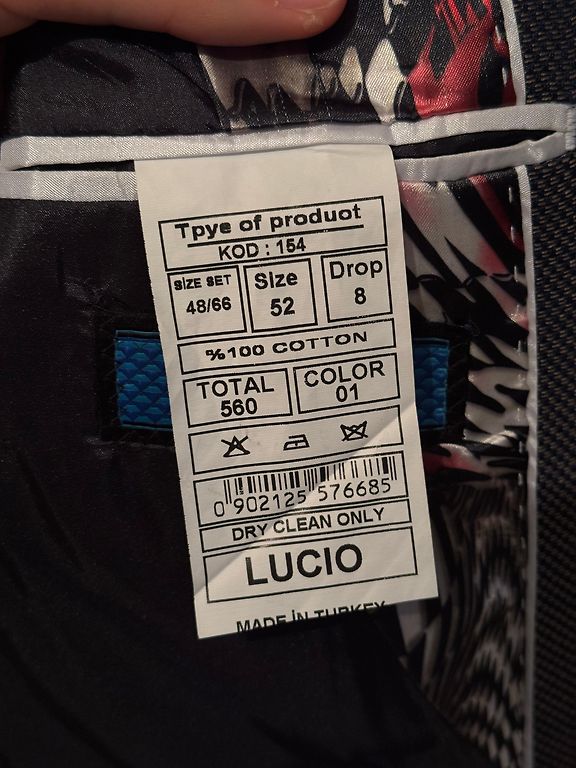 Tpye of produot
KOD : 154
SIZE SET
48/66
Size
52
Drop
8
%100 COTTON
TOTAL
560
COLOR
01
0 902125 576685
DRY CLEAN ONLY
LUCIO
MADE İN TURKEY